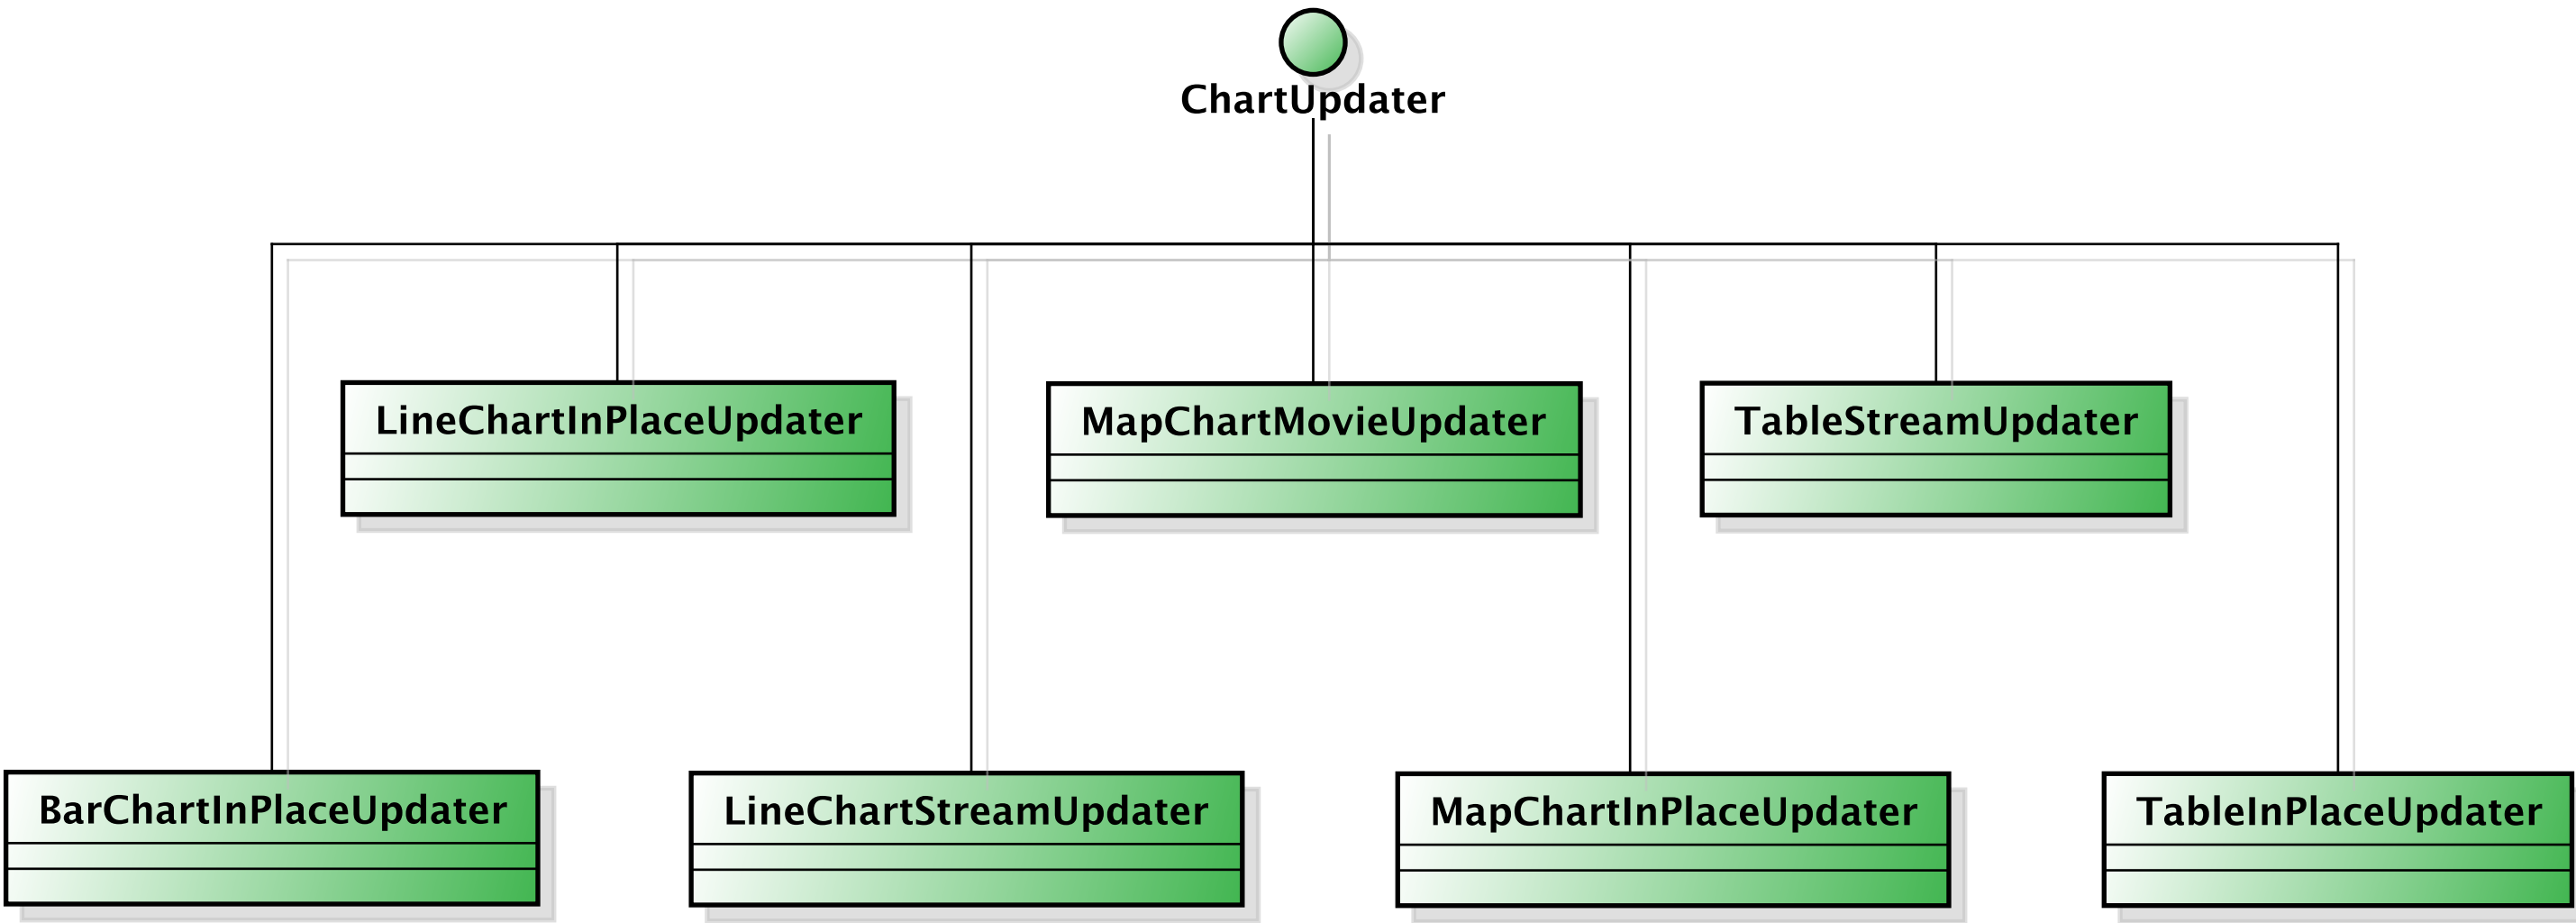 ChartUpdater
LineChartInPlaceUpdater
MapChartMovieUpdater
TableStreamUpdater
BarChartInPlaceUpdater
LineChartStreamUpdater
MapChartInPlaceUpdater
TableInPlaceUpdater